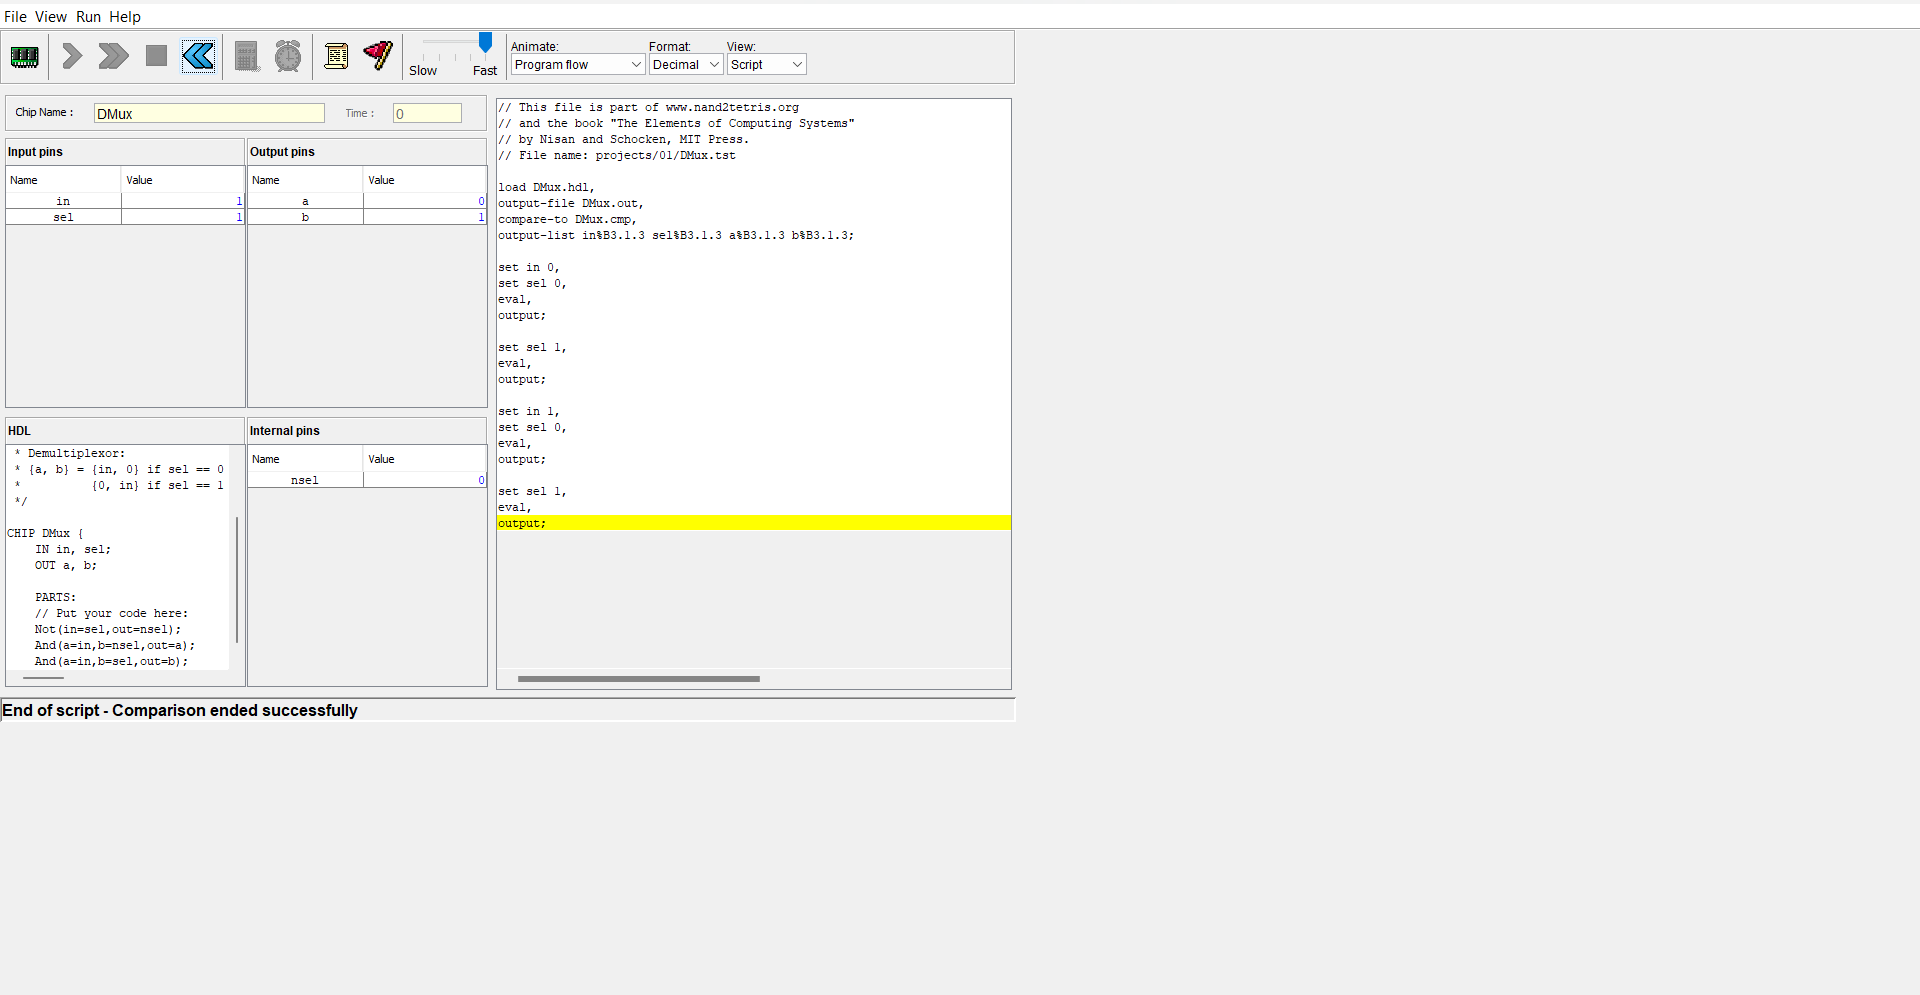 File View Run Help
Slow Fast
Animate: Format: View:
Program flow Decimal Script
Chip Name : DMux Time : 0
Input pins
Name Value
in 1
sel 1
Output pins
Name Value
a 0
b 1
HDL
* Demultiplexor:
* {a, b} = {in, 0} if sel == 0
* {0, in} if sel == 1
*/
CHIP DMux {
IN in, sel;
OUT a, b;
PARTS:
// Put your code here:
Not(in=sel,out=nsel);
And(a=in,b=nsel,out=a);
And(a=in,b=sel,out=b);
Internal pins
Name Value
nsel 0
// This file is part of www.nand2tetris.org
// and the book "The Elements of Computing Systems"
// by Nisan and Schocken, MIT Press.
// File name: projects/01/DMux.tst
load DMux.hdl,
output-file DMux.out,
compare-to DMux.cmp,
output-list in%B3.1.3 sel%B3.1.3 a%B3.1.3 b%B3.1.3;
set in 0,
set sel 0,
eval,
output;
set sel 1,
eval,
output;
set in 1,
set sel 0,
eval,
output;
set sel 1,
eval,
output;
End of script - Comparison ended successfully